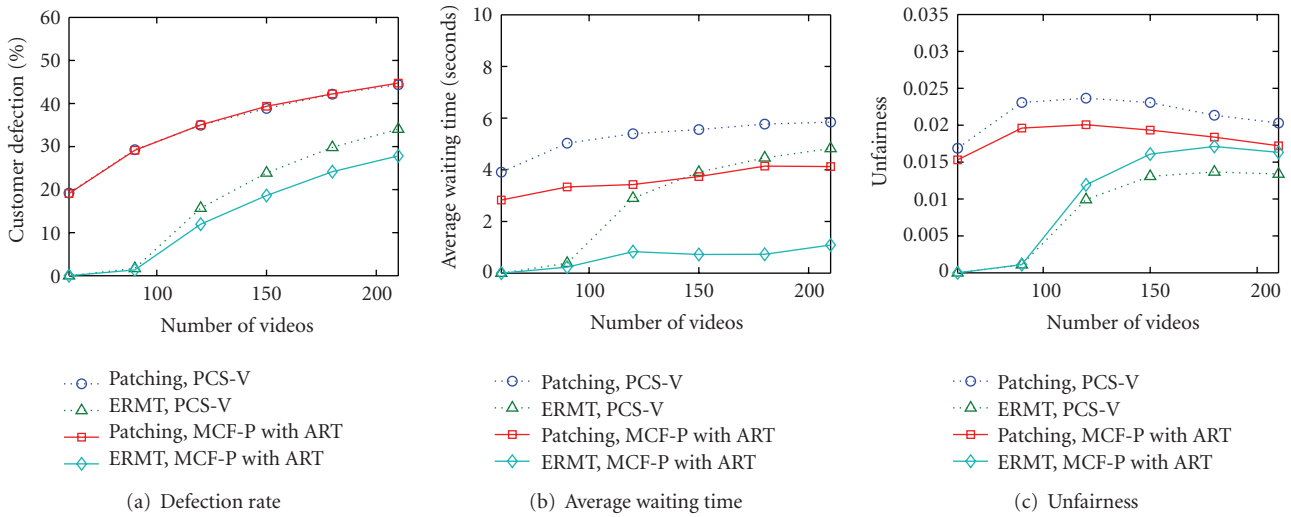 60
50
40
30
20
10
0
Customer defection (%)
100
150
200
Number of videos
Patching, PCS-V
ERMT, PCS-V
Patching, MCF-P with ART
ERMT, MCF-P with ART
(a) Defection rate
10
8
6
4
2
0
Average waiting time (seconds)
100
150
200
Number of videos
Patching, PCS-V
ERMT, PCS-V
Patching, MCF-P with ART
ERMT, MCF-P with ART
(b) Average waiting time
0.035
0.03
0.025
0.02
0.015
0.01
0.005
0
Unfairness
100
150
200
Number of videos
Patching, PCS-V
ERMT, PCS-V
Patching, MCF-P with ART
ERMT, MCF-P with ART
(c) Unfairness